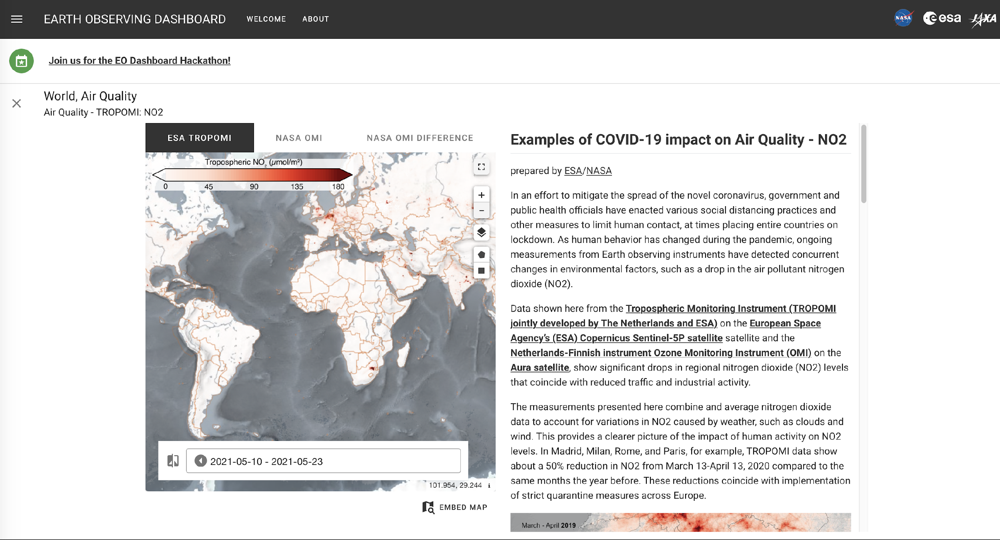 EARTH OBSERVING DASHBOARD
WELCOME
ABOUT
NASA
esa
JAXA
Join us for the EO Dashboard Hackathon!
World, Air Quality
Air Quality - TROPOMI: NO2
ESA TROPOMI
NASA OMI
NASA OMI DIFFERENCE
Tropospheric NO₂ (μmol/m²)
0 45 90 135 180
+
−
2021-05-10 - 2021-05-23
101.954, 29.244 i
EMBED MAP
Examples of COVID-19 impact on Air Quality - NO2
prepared by ESA/NASA
In an effort to mitigate the spread of the novel coronavirus, government and
public health officials have enacted various social distancing practices and
other measures to limit human contact, at times placing entire countries on
lockdown. As human behavior has changed during the pandemic, ongoing
measurements from Earth observing instruments have detected concurrent
changes in environmental factors, such as a drop in the air pollutant nitrogen
dioxide (NO2).
Data shown here from the Tropospheric Monitoring Instrument (TROPOMI
jointly developed by The Netherlands and ESA) on the European Space
Agency’s (ESA) Copernicus Sentinel-5P satellite satellite and the
Netherlands-Finnish instrument Ozone Monitoring Instrument (OMI) on the
Aura satellite, show significant drops in regional nitrogen dioxide (NO2) levels
that coincide with reduced traffic and industrial activity.
The measurements presented here combine and average nitrogen dioxide
data to account for variations in NO2 caused by weather, such as clouds and
wind. This provides a clearer picture of the impact of human activity on NO2
levels. In Madrid, Milan, Rome, and Paris, for example, TROPOMI data show
about a 50% reduction in NO2 from March 13-April 13, 2020 compared to the
same months the year before. These reductions coincide with implementation
of strict quarantine measures across Europe.
March - April 2019